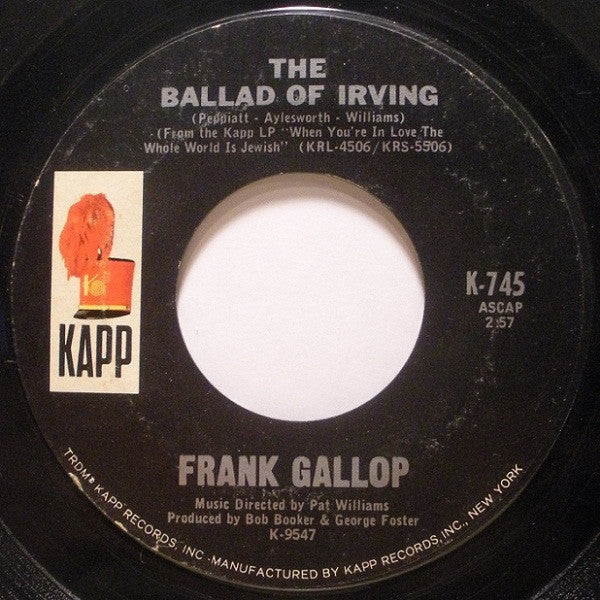 THE
BALLAD OF IRVING
(Peppiatt - Aylesworth - Williams)
(From the Kapp LP "When You're In Love The
Whole World Is Jewish" (KRL-4506/KRS-5506)
K
KAPP
K-745
ASCAP
2:57
FRANK GALLOP
Music Directed by Pat Williams
Produced by Bob Booker & George Foster
K-9547
TRDM® KAPP RECORDS, INC -MANUFACTURED BY KAPP RECORDS, INC., NEW YORK